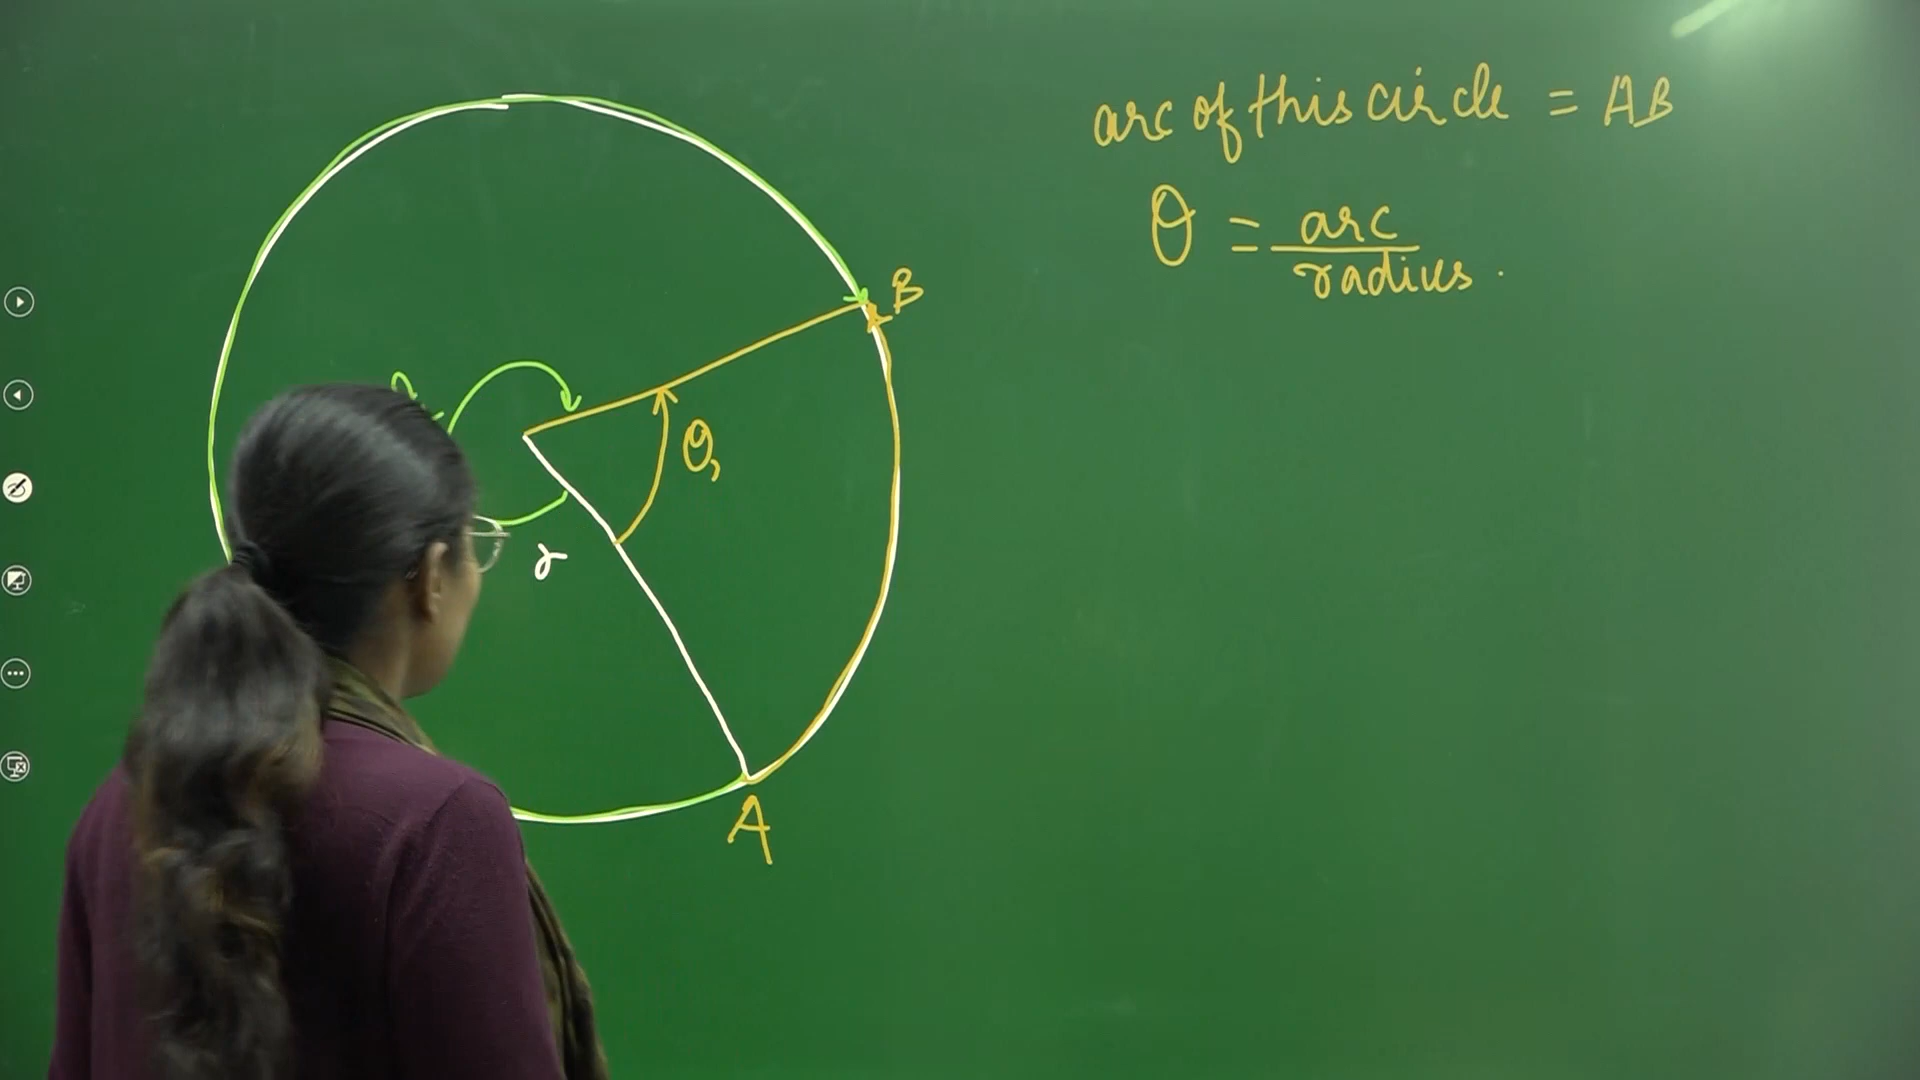 arc of this circle = AB
θ = arc / radius.
B
θ,
r
A